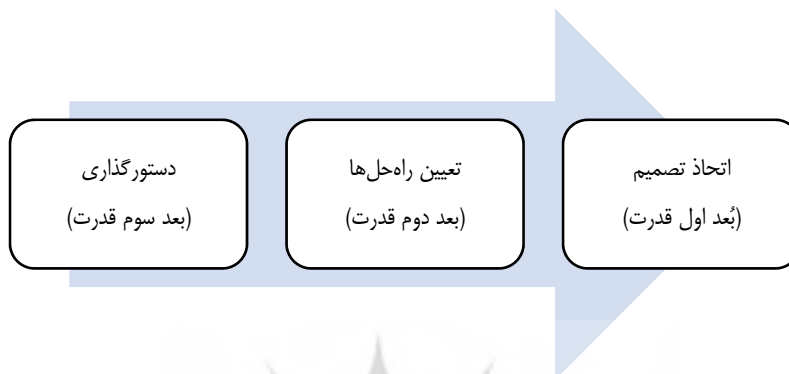 اتحاذ تصمیم
(بُعد اول قدرت)
تعیین راه‌حل‌ها
(بعد دوم قدرت)
دستورگذاری
(بعد سوم قدرت)